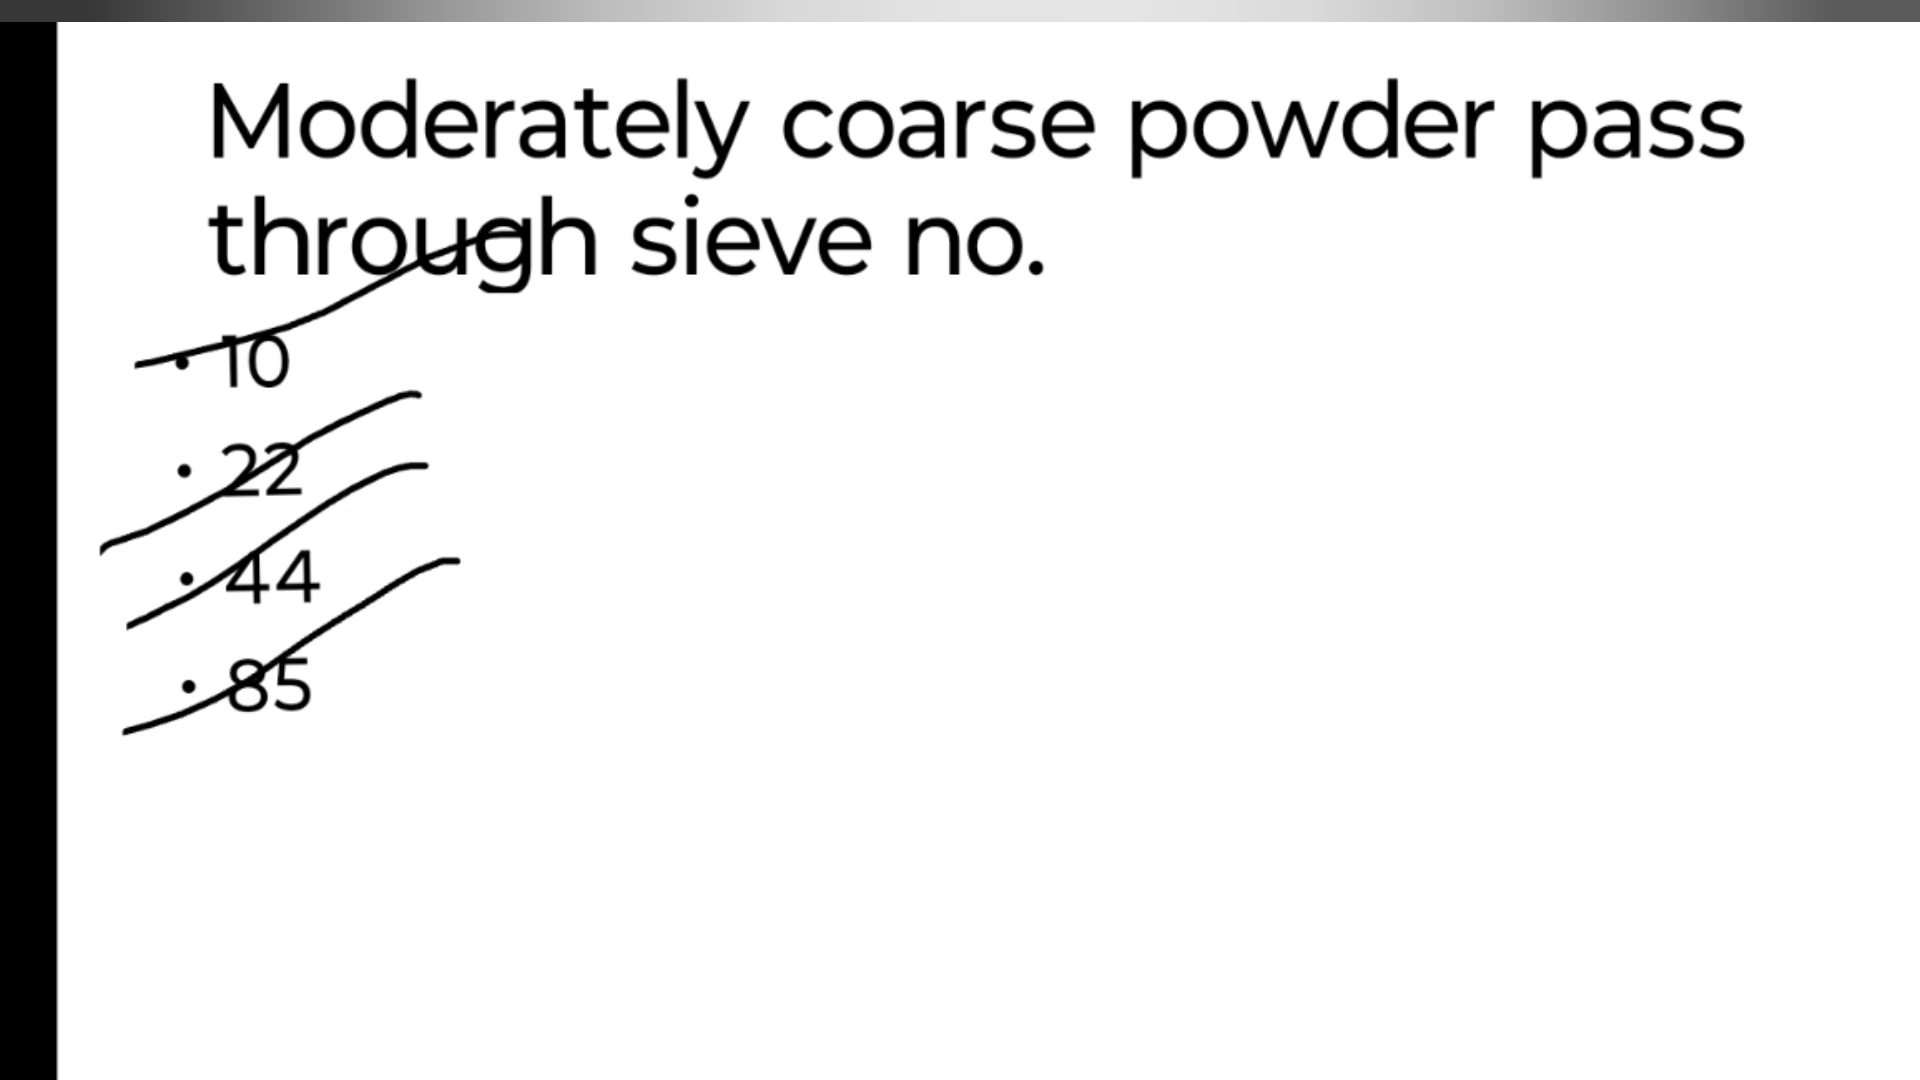 Moderately coarse powder pass
through sieve no.
• 10
• 22
• 44
• 85